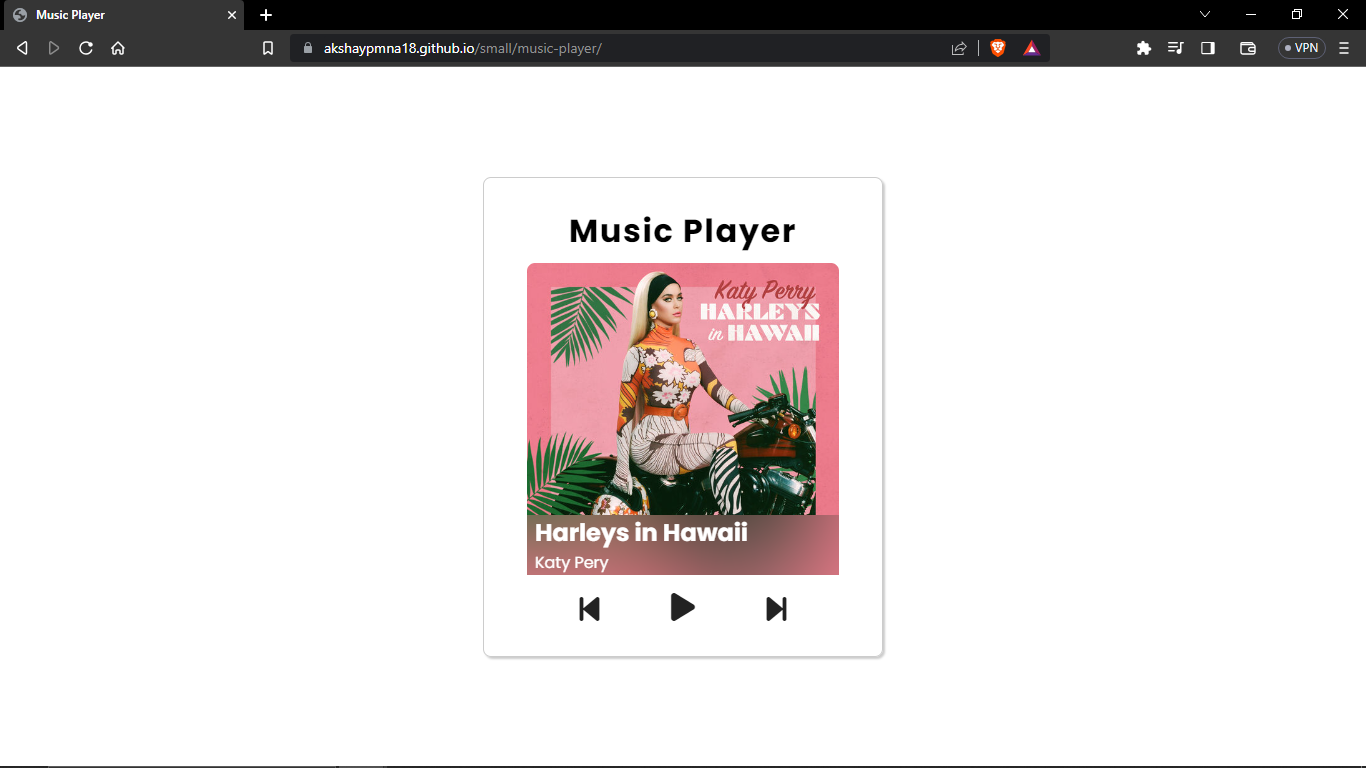 Music Player
akshaypmna18.github.io/small/music-player/
VPN
Music Player
Katy Perry
HARLEYS
in HAWAII
Harleys in Hawaii
Katy Pery